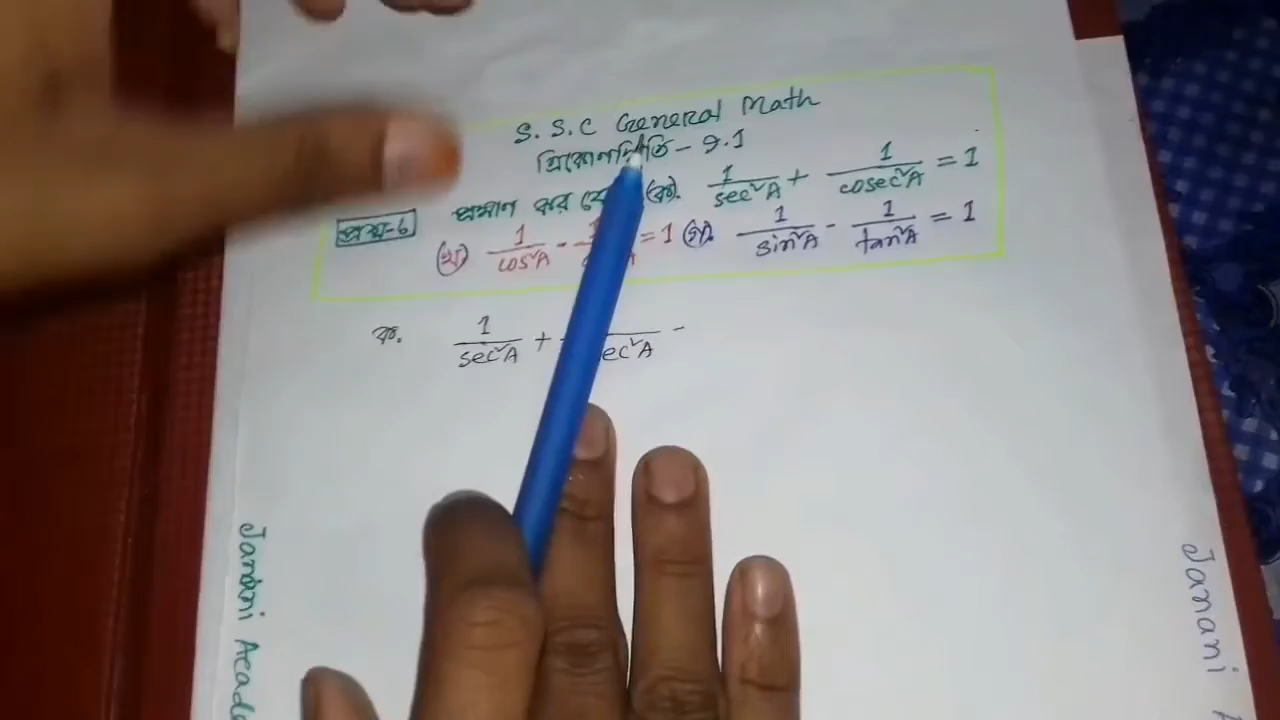 S. S. C General Math
ত্রিকোণমিতি - 9.1
প্রশ্ন-6 প্রমাণ কর (ক). 1/sec²A + 1/cosec²A = 1
(খ) 1/cos²A - = 1 (গ). 1/sin²A - 1/tan²A = 1
ক. 1/sec²A + ec²A -
Janani Acade
Janani A